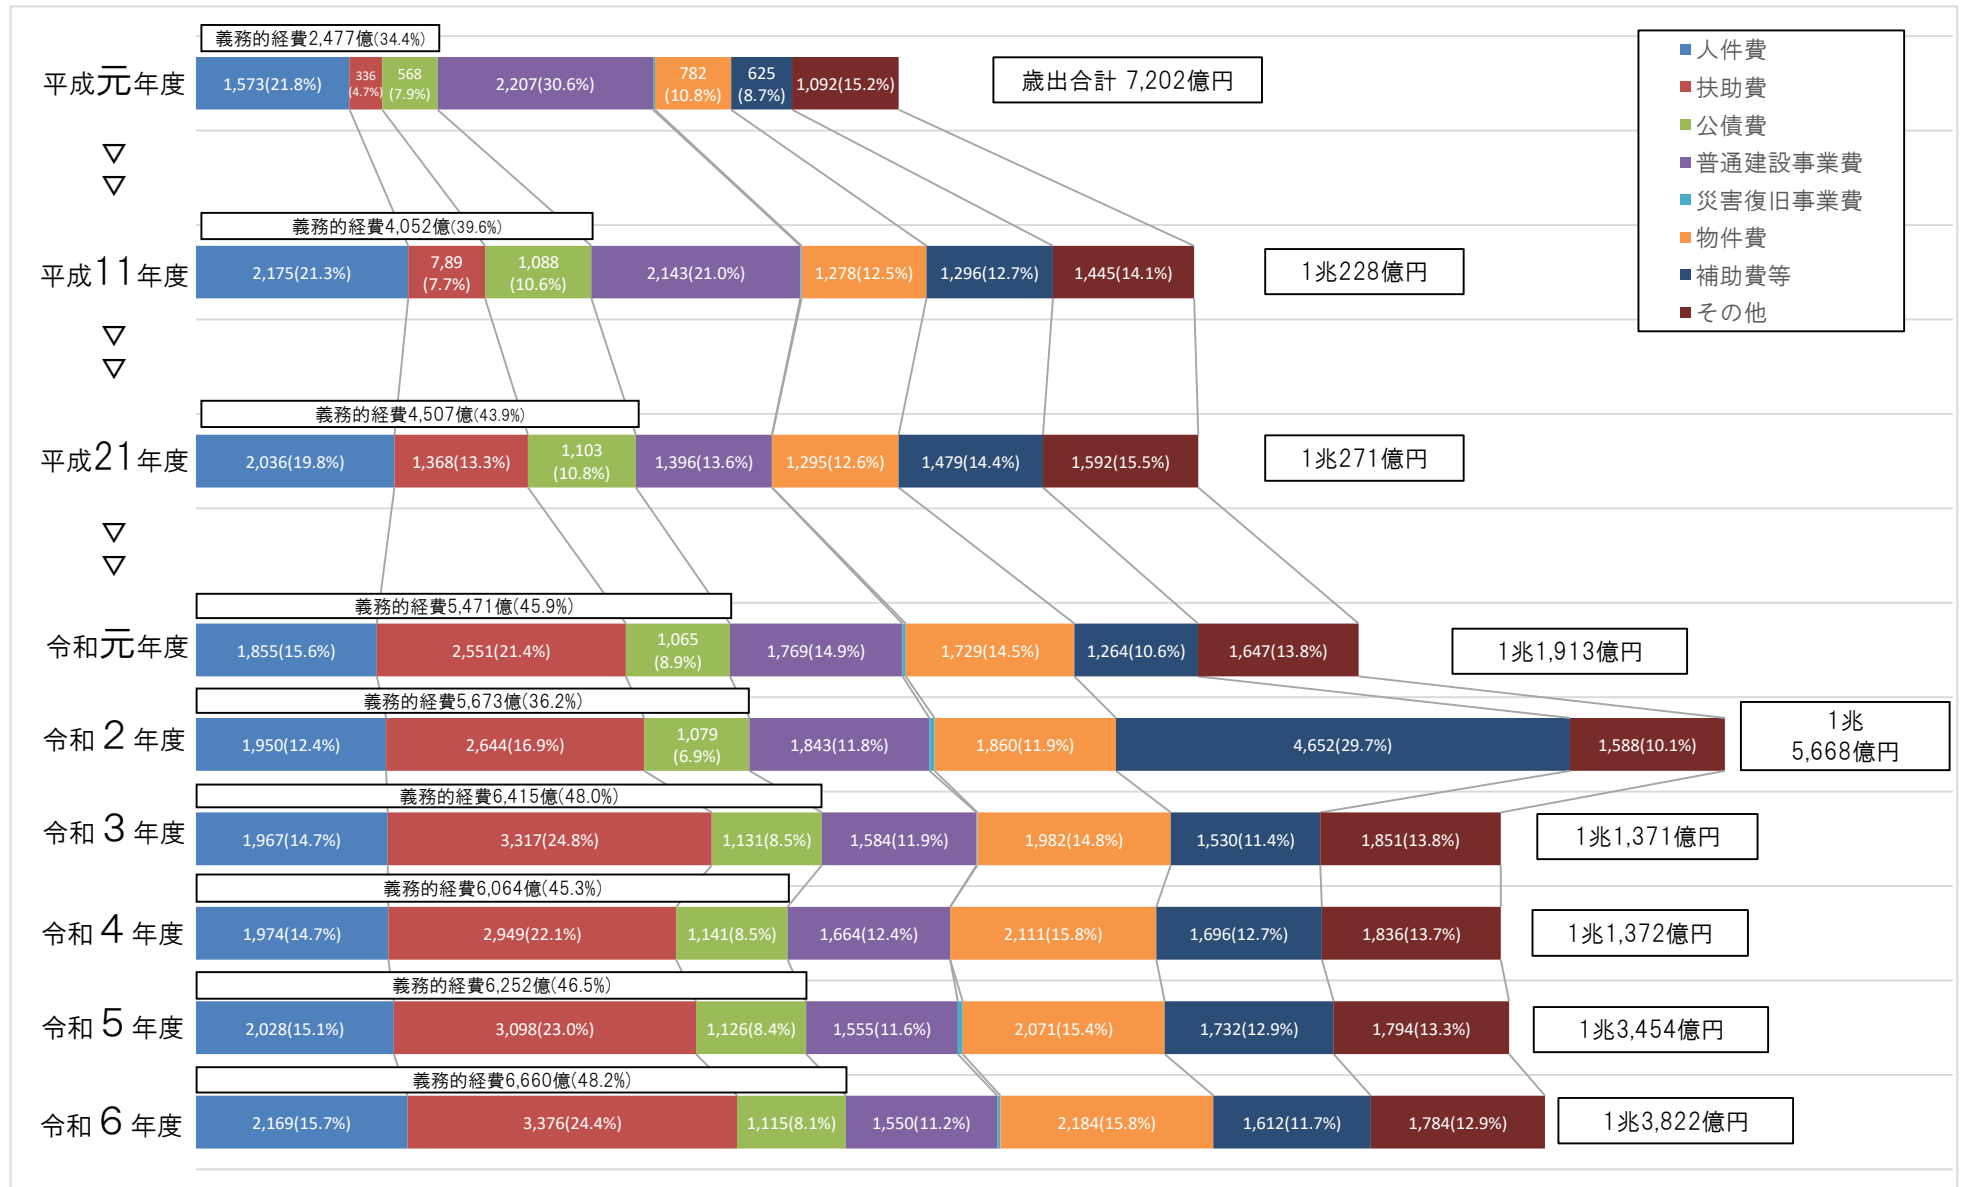 義務的経費2,477億(34.4%)
平成元年度
1,573(21.8%)
336
(4.7%)
568
(7.9%)
2,207(30.6%)
782
(10.8%)
625
(8.7%)
1,092(15.2%)
歳出合計 7,202億円
人件費
扶助費
公債費
普通建設事業費
災害復旧事業費
物件費
補助費等
その他
▽
▽
義務的経費4,052億(39.6%)
平成11年度
2,175(21.3%)
7,89
(7.7%)
1,088
(10.6%)
2,143(21.0%)
1,278(12.5%)
1,296(12.7%)
1,445(14.1%)
1兆228億円
▽
▽
義務的経費4,507億(43.9%)
平成21年度
2,036(19.8%)
1,368(13.3%)
1,103
(10.8%)
1,396(13.6%)
1,295(12.6%)
1,479(14.4%)
1,592(15.5%)
1兆271億円
▽
▽
義務的経費5,471億(45.9%)
令和元年度
1,855(15.6%)
2,551(21.4%)
1,065
(8.9%)
1,769(14.9%)
1,729(14.5%)
1,264(10.6%)
1,647(13.8%)
1兆1,913億円
義務的経費5,673億(36.2%)
令和2年度
1,950(12.4%)
2,644(16.9%)
1,079
(6.9%)
1,843(11.8%)
1,860(11.9%)
4,652(29.7%)
1,588(10.1%)
1兆
5,668億円
義務的経費6,415億(48.0%)
令和3年度
1,967(14.7%)
3,317(24.8%)
1,131(8.5%)
1,584(11.9%)
1,982(14.8%)
1,530(11.4%)
1,851(13.8%)
1兆1,371億円
義務的経費6,064億(45.3%)
令和4年度
1,974(14.7%)
2,949(22.1%)
1,141(8.5%)
1,664(12.4%)
2,111(15.8%)
1,696(12.7%)
1,836(13.7%)
1兆1,372億円
義務的経費6,252億(46.5%)
令和5年度
2,028(15.1%)
3,098(23.0%)
1,126(8.4%)
1,555(11.6%)
2,071(15.4%)
1,732(12.9%)
1,794(13.3%)
1兆3,454億円
義務的経費6,660億(48.2%)
令和6年度
2,169(15.7%)
3,376(24.4%)
1,115(8.1%)
1,550(11.2%)
2,184(15.8%)
1,612(11.7%)
1,784(12.9%)
1兆3,822億円